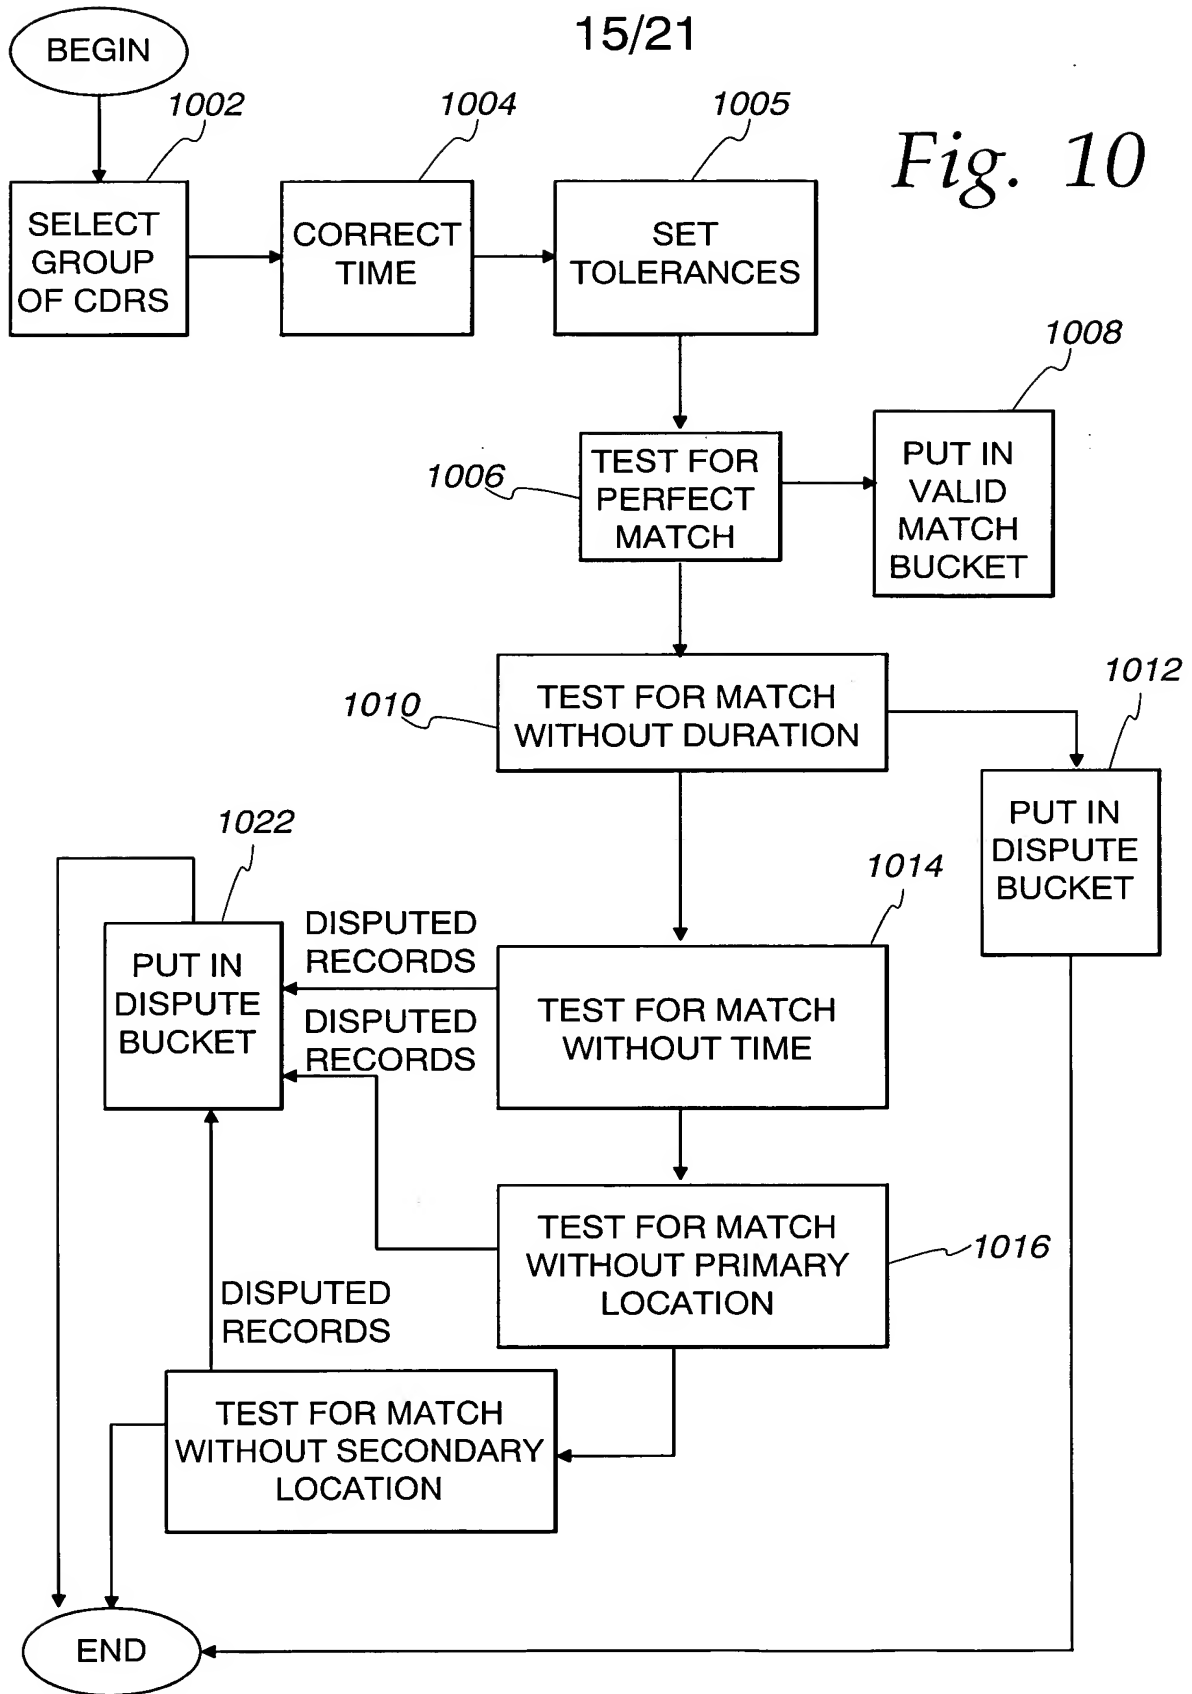 15/21
BEGIN
1002
1004
1005
Fig. 10
SELECT
GROUP
OF CDRS
CORRECT
TIME
SET
TOLERANCES
1008
1006
TEST FOR
PERFECT
MATCH
PUT IN
VALID
MATCH
BUCKET
1010
TEST FOR MATCH
WITHOUT DURATION
1012
PUT IN
DISPUTE
BUCKET
1022
1014
PUT IN
DISPUTE
BUCKET
DISPUTED
RECORDS
DISPUTED
RECORDS
TEST FOR MATCH
WITHOUT TIME
TEST FOR MATCH
WITHOUT PRIMARY
LOCATION
1016
DISPUTED
RECORDS
TEST FOR MATCH
WITHOUT SECONDARY
LOCATION
END